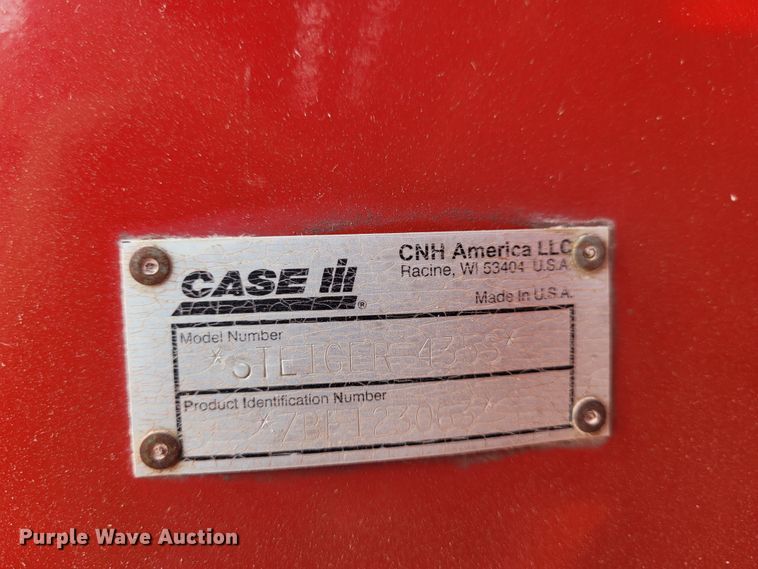 CASE IH®
CNH America LLC
Racine, WI 53404 U.S.A.
Made In U.S.A.
Model Number
*STEIGER 435S*
Product Identification Number
Purple Wave Auction